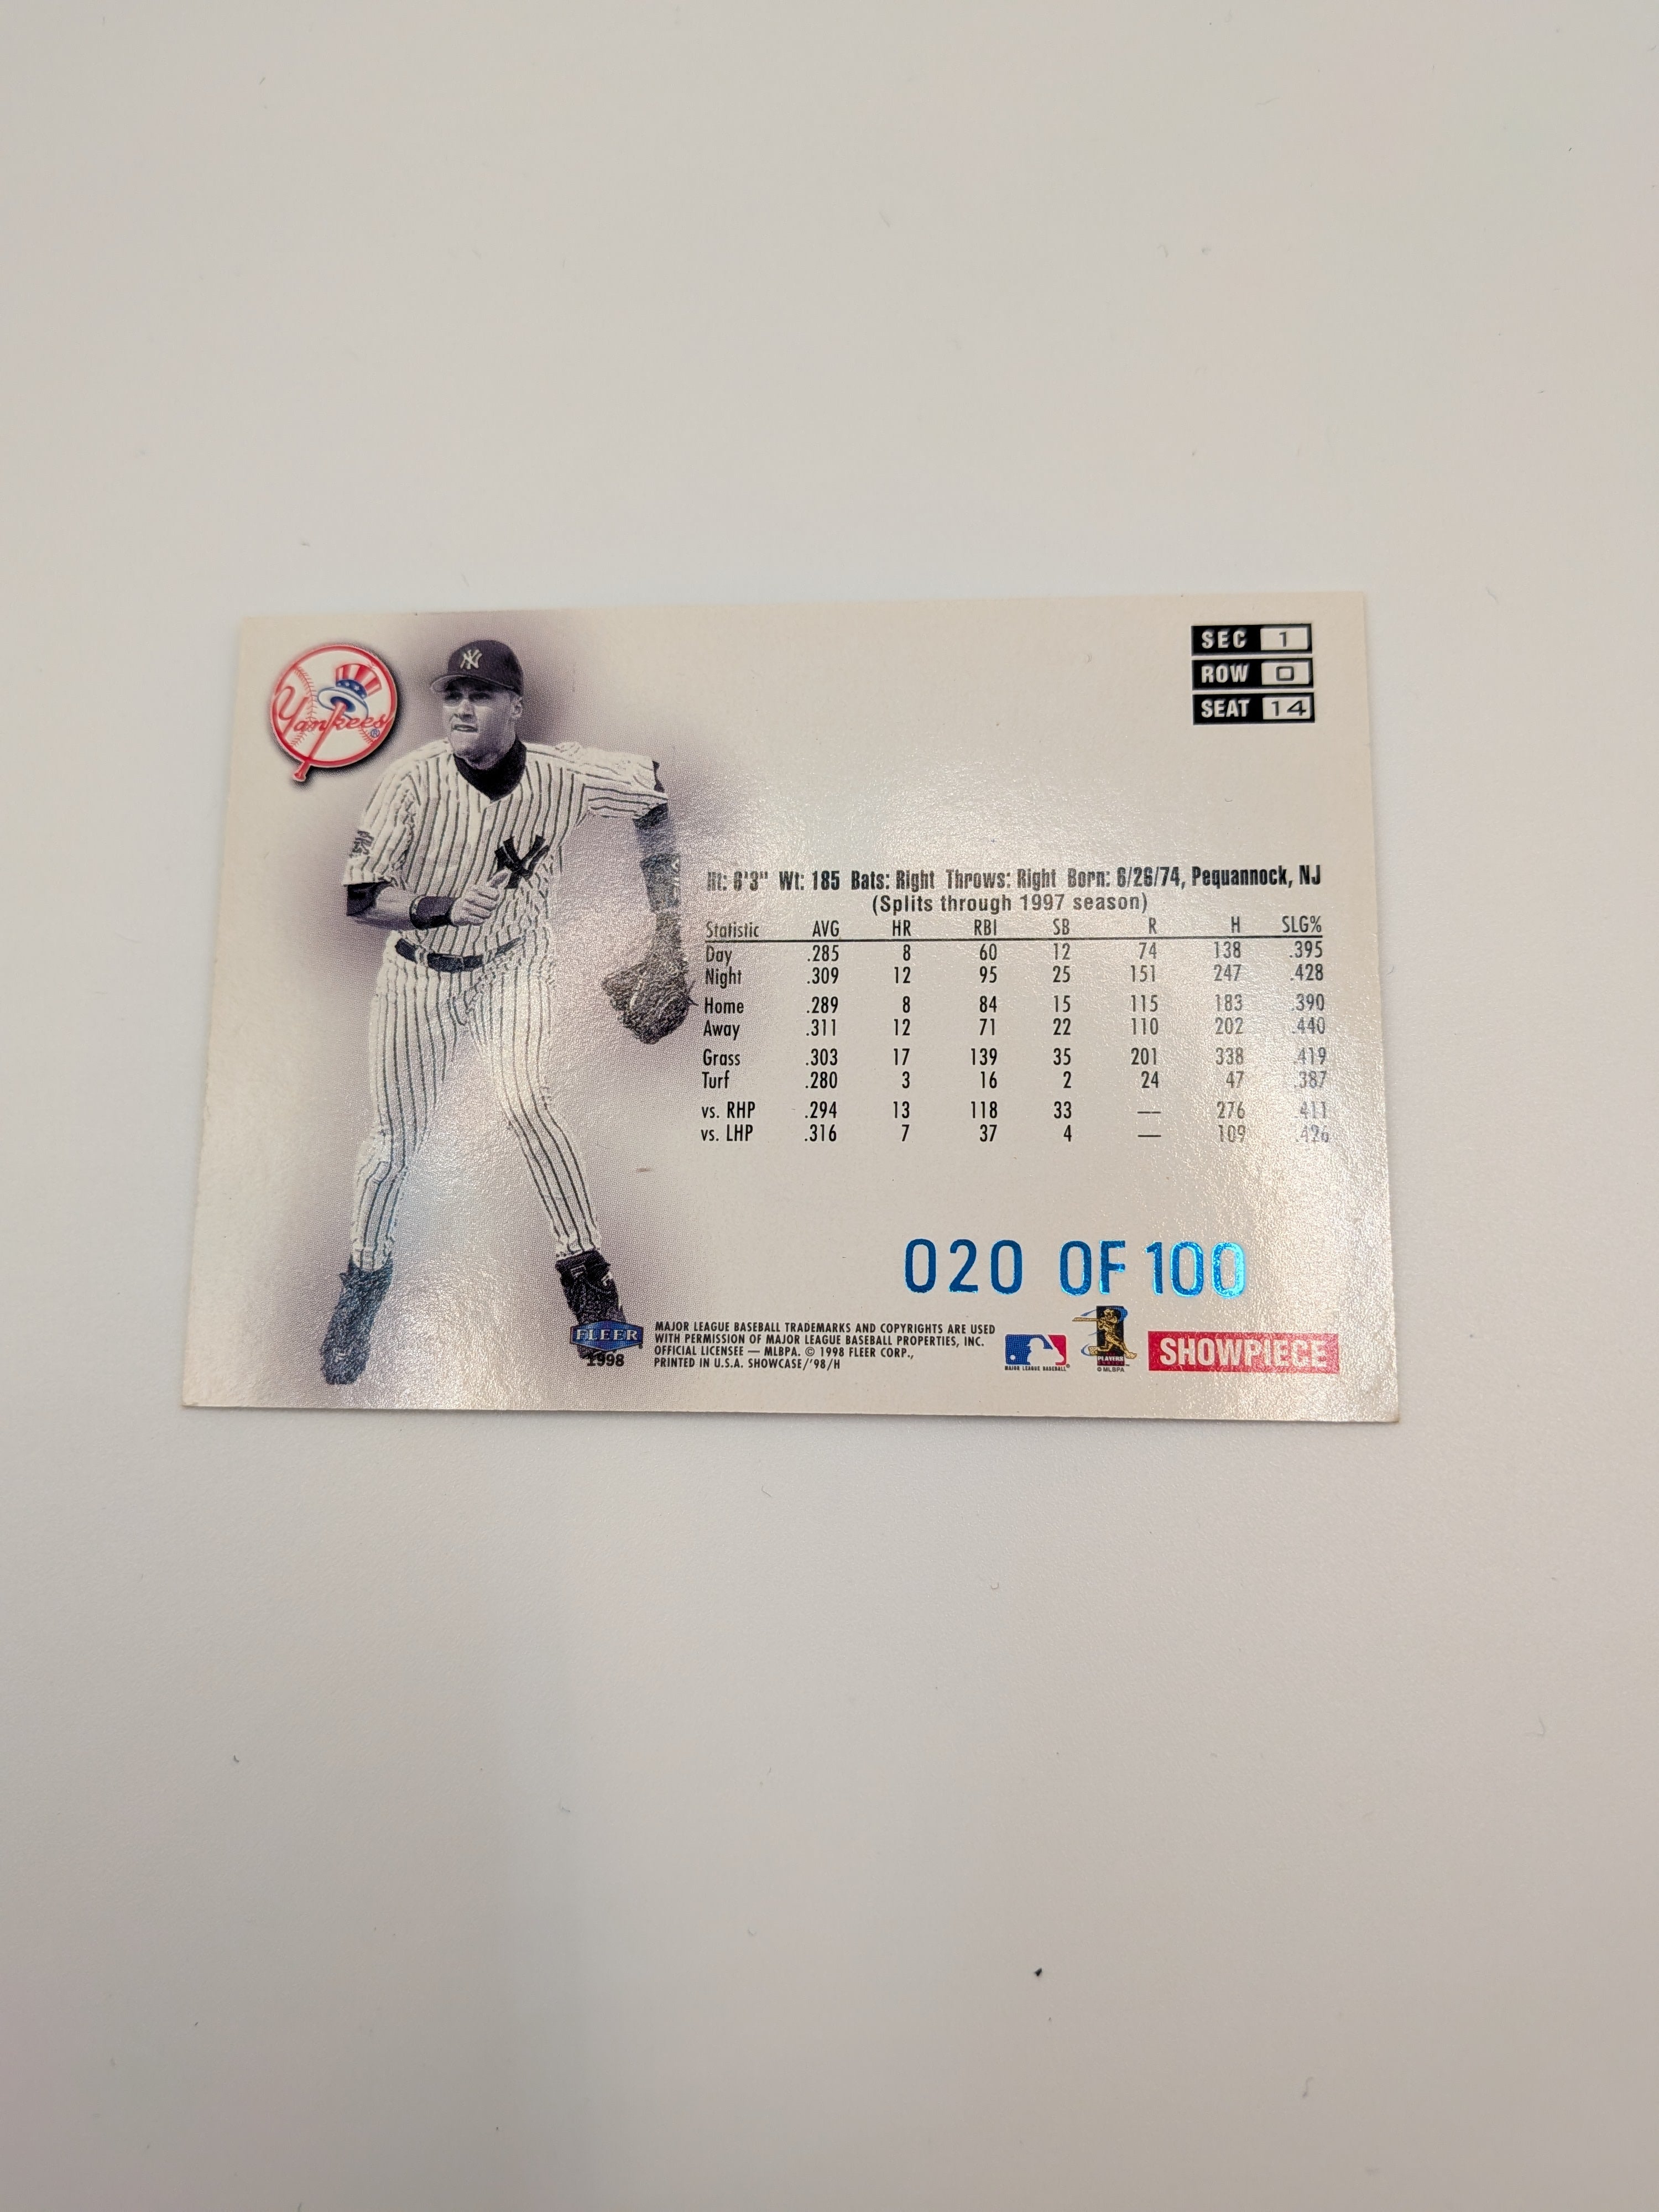 Yankees®
NY
NY
SEC 1
ROW 0
SEAT 14
Ht: 6'3" Wt: 185 Bats: Right Throws: Right Born: 6/26/74, Pequannock, NJ
(Splits through 1997 season)
Statistic AVG HR RBI SB R H SLG%
Day .285 8 60 12 74 138 .395
Night .309 12 95 25 151 247 .428
Home .289 8 84 15 115 183 .390
Away .311 12 71 22 110 202 .440
Grass .303 17 139 35 201 338 .419
Turf .280 3 16 2 24 47 .387
vs. RHP .294 13 118 33 — 276 .411
vs. LHP .316 7 37 4 — 109 .426
020 OF 100
FLEER
1998
MAJOR LEAGUE BASEBALL TRADEMARKS AND COPYRIGHTS ARE USED
WITH PERMISSION OF MAJOR LEAGUE BASEBALL PROPERTIES, INC.
OFFICIAL LICENSEE — MLBPA. © 1998 FLEER CORP.,
PRINTED IN U.S.A. SHOWCASE/'98/H
MAJOR LEAGUE BASEBALL®
PLAYERS
© MLBPA
SHOWPIECE